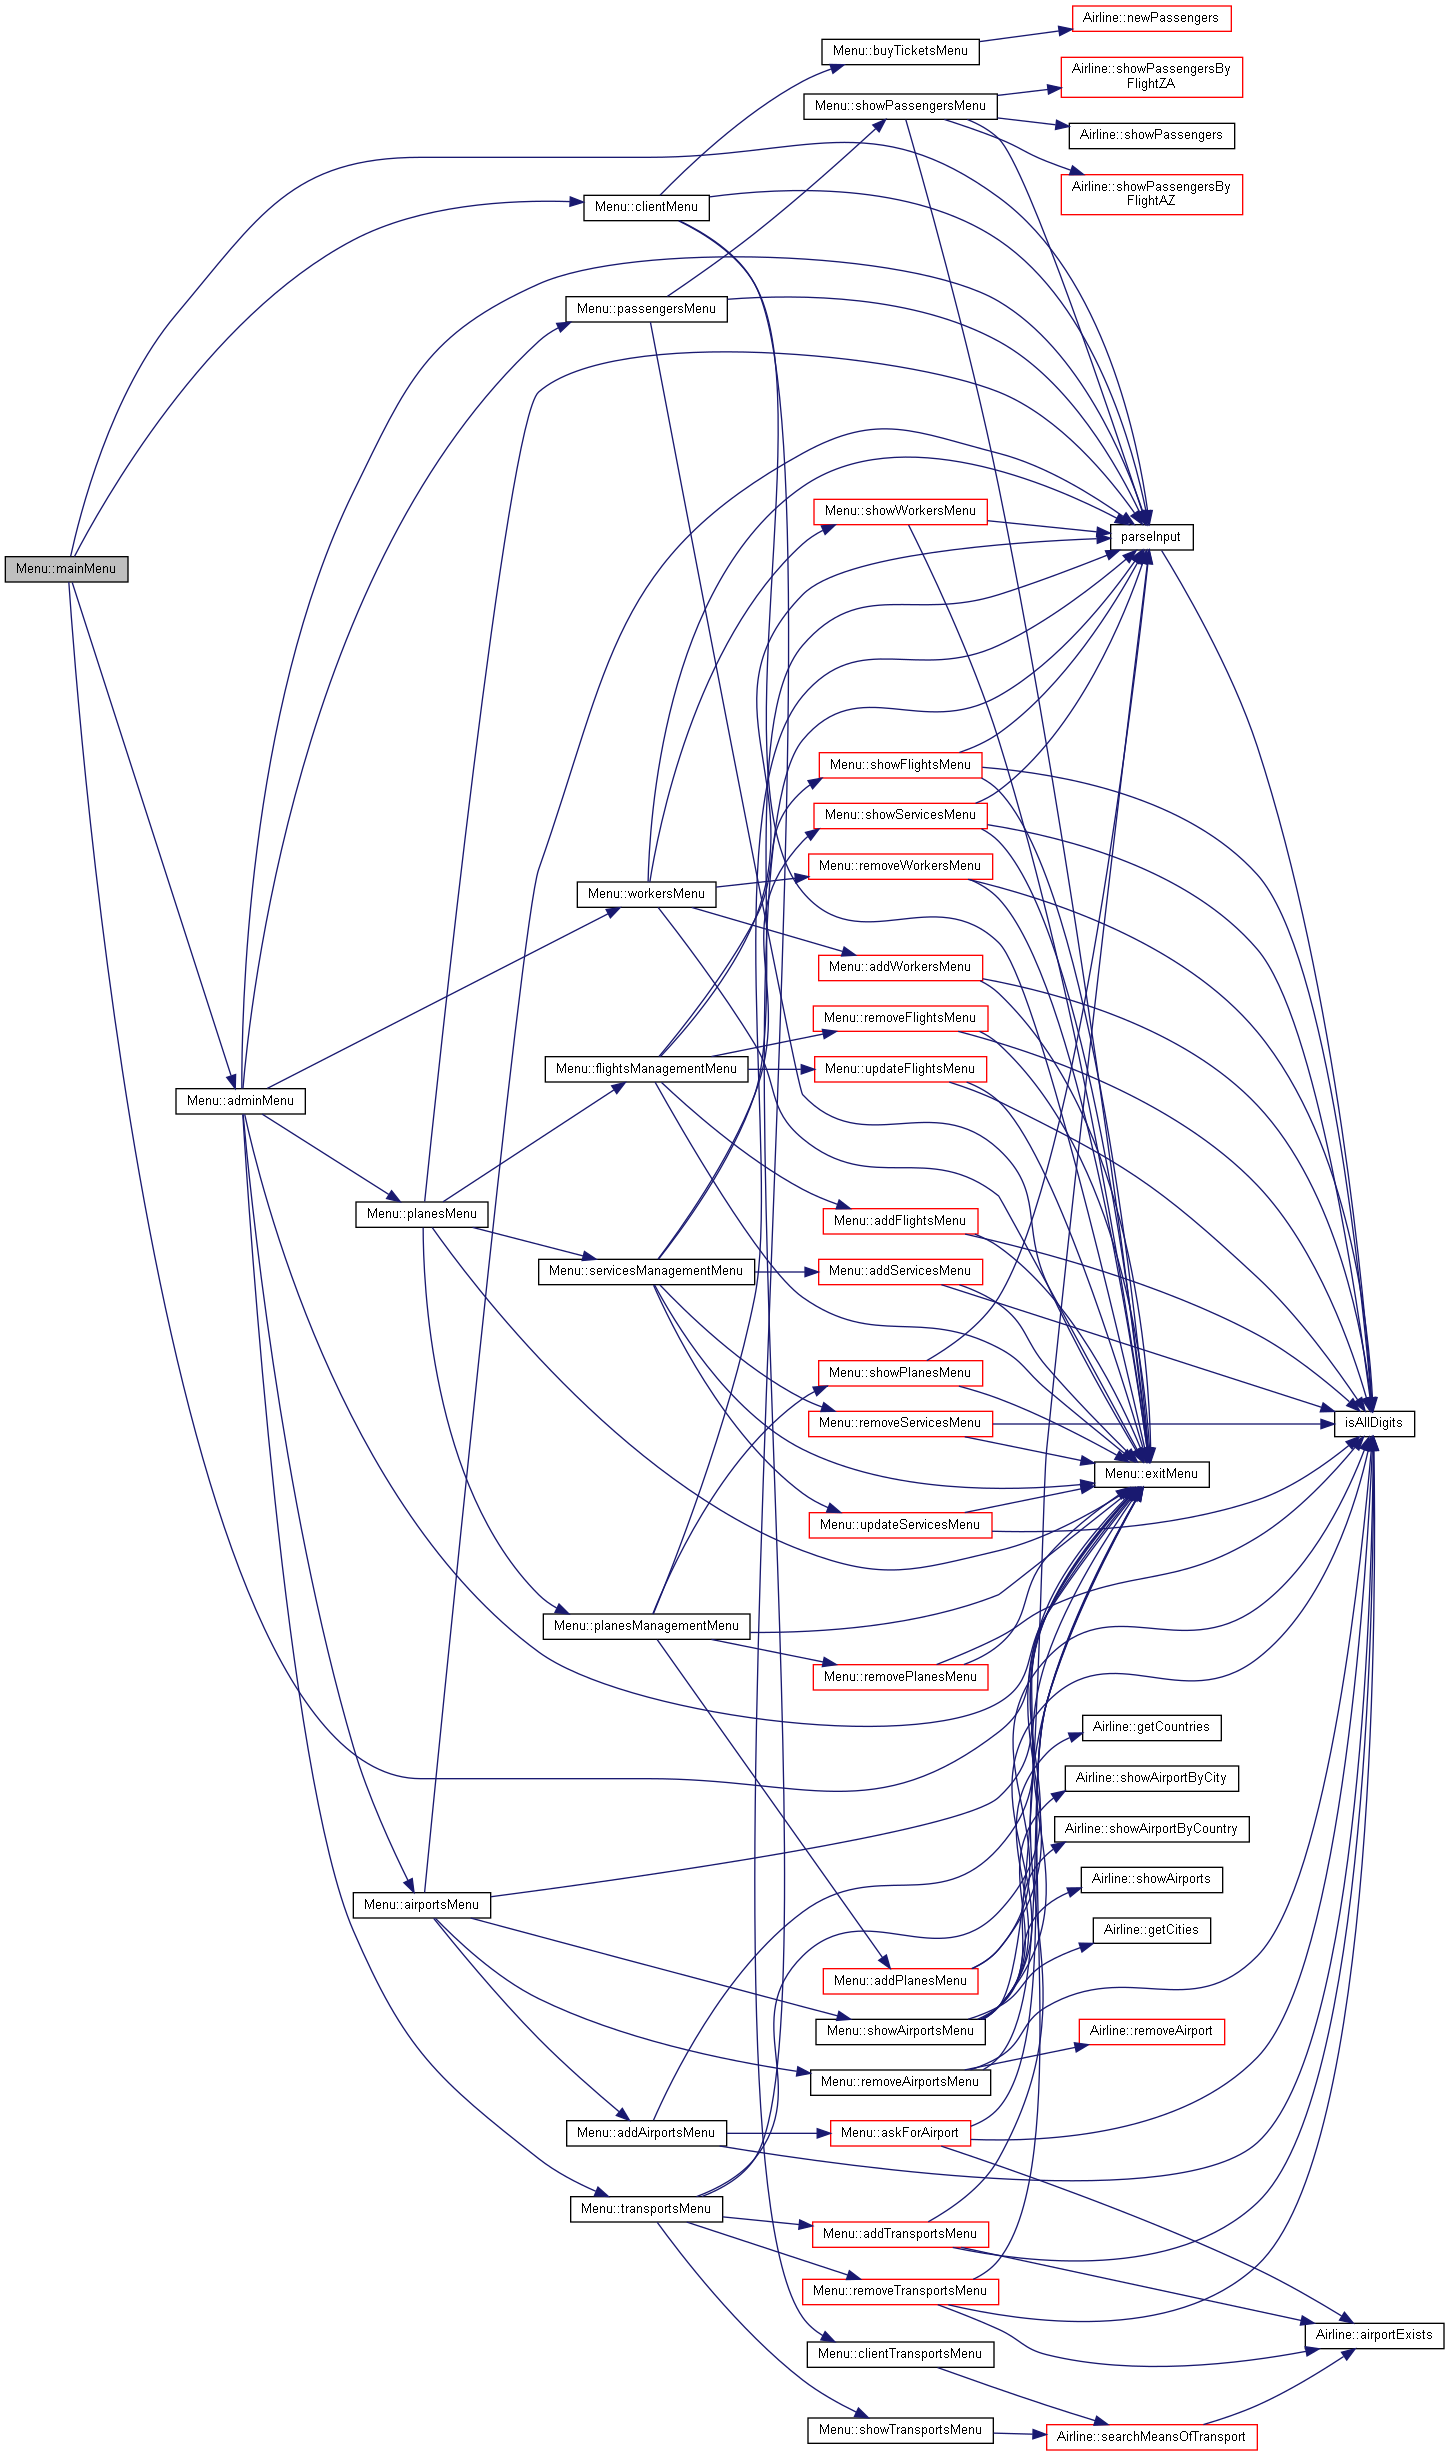 Airline::newPassengers
Menu::buyTicketsMenu
Airline::showPassengersBy
FlightZA
Menu::showPassengersMenu
Airline::showPassengers
Airline::showPassengersBy
FlightAZ
Menu::clientMenu
Menu::passengersMenu
Menu::showWorkersMenu
parseInput
Menu::mainMenu
Menu::showFlightsMenu
Menu::showServicesMenu
Menu::removeWorkersMenu
Menu::workersMenu
Menu::addWorkersMenu
Menu::removeFlightsMenu
Menu::flightsManagementMenu
Menu::updateFlightsMenu
Menu::adminMenu
Menu::planesMenu
Menu::addFlightsMenu
Menu::servicesManagementMenu
Menu::addServicesMenu
Menu::showPlanesMenu
Menu::removeServicesMenu
isAllDigits
Menu::exitMenu
Menu::updateServicesMenu
Menu::planesManagementMenu
Menu::removePlanesMenu
Airline::getCountries
Airline::showAirportByCity
Airline::showAirportByCountry
Airline::showAirports
Menu::airportsMenu
Airline::getCities
Menu::addPlanesMenu
Menu::showAirportsMenu
Airline::removeAirport
Menu::removeAirportsMenu
Menu::addAirportsMenu
Menu::askForAirport
Menu::transportsMenu
Menu::addTransportsMenu
Menu::removeTransportsMenu
Airline::airportExists
Menu::clientTransportsMenu
Menu::showTransportsMenu
Airline::searchMeansOfTransport